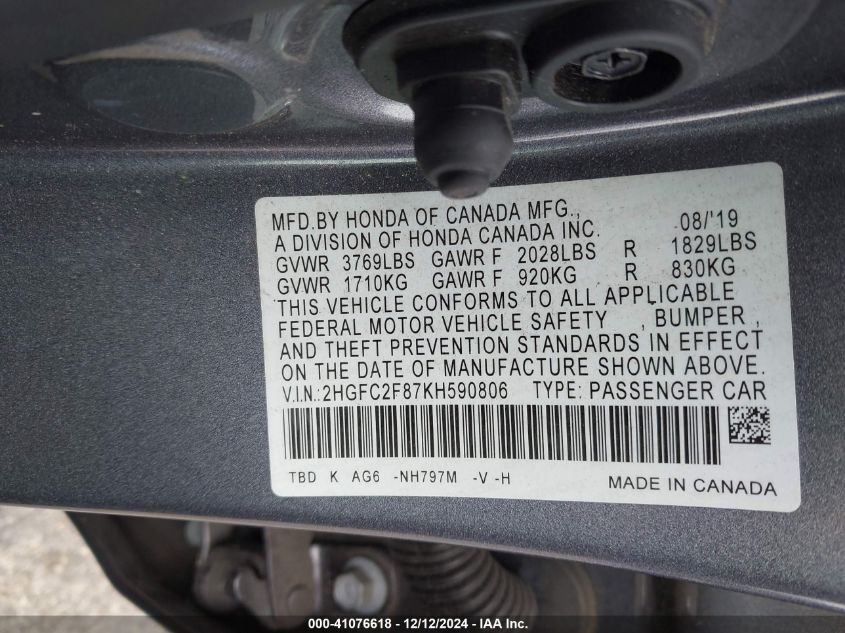 MFD.BY HONDA OF CANADA MFG., 08/'19
A DIVISION OF HONDA CANADA INC.
GVWR 3769LBS GAWR F 2028LBS R 1829LBS
GVWR 1710KG GAWR F 920KG R 830KG
THIS VEHICLE CONFORMS TO ALL APPLICABLE
FEDERAL MOTOR VEHICLE SAFETY , BUMPER ,
AND THEFT PREVENTION STANDARDS IN EFFECT
ON THE DATE OF MANUFACTURE SHOWN ABOVE.
V.I.N.:2HGFC2F87KH590806 TYPE: PASSENGER CAR
TBD K AG6 -NH797M -V -H MADE IN CANADA
000-41076618 - 12/12/2024 - IAA Inc.